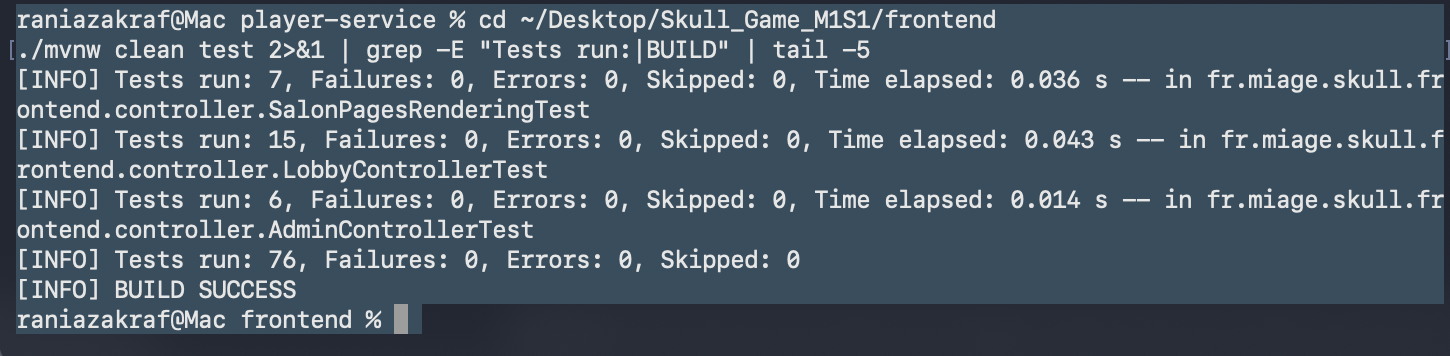 raniazakraf@Mac player-service % cd ~/Desktop/Skull_Game_M1S1/frontend
[./mvnw clean test 2>&1 | grep -E "Tests run:|BUILD" | tail -5 ]
[INFO] Tests run: 7, Failures: 0, Errors: 0, Skipped: 0, Time elapsed: 0.036 s -- in fr.miage.skull.fr
ontend.controller.SalonPagesRenderingTest
[INFO] Tests run: 15, Failures: 0, Errors: 0, Skipped: 0, Time elapsed: 0.043 s -- in fr.miage.skull.f
rontend.controller.LobbyControllerTest
[INFO] Tests run: 6, Failures: 0, Errors: 0, Skipped: 0, Time elapsed: 0.014 s -- in fr.miage.skull.fr
ontend.controller.AdminControllerTest
[INFO] Tests run: 76, Failures: 0, Errors: 0, Skipped: 0
[INFO] BUILD SUCCESS
raniazakraf@Mac frontend %